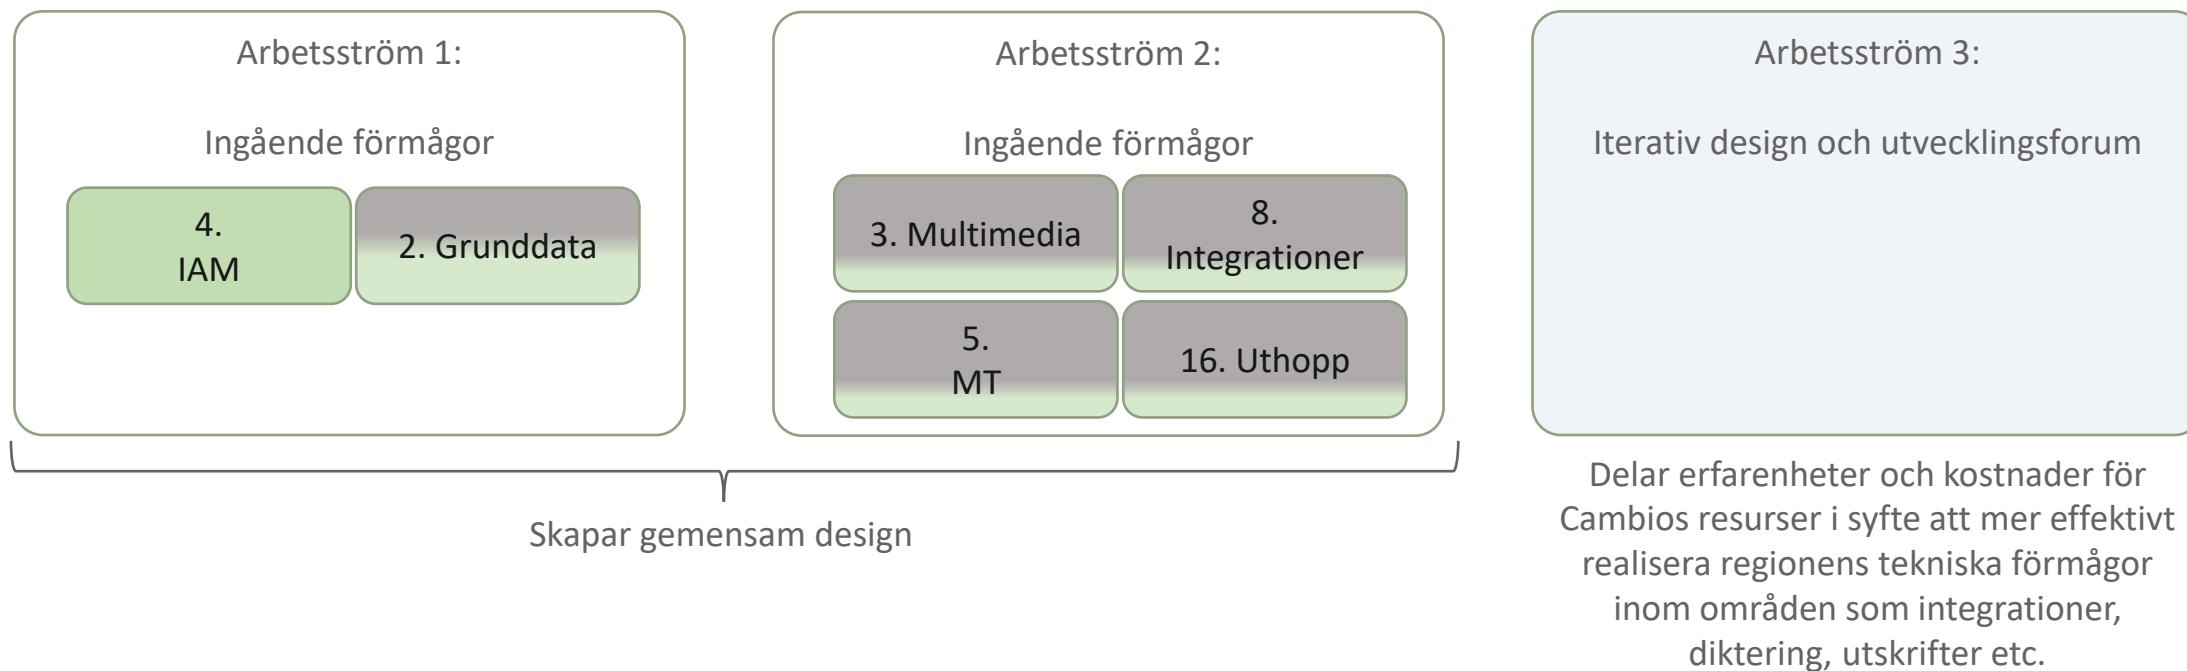 Arbetsström 1:
Ingående förmågor
4.
IAM
2. Grunddata
Arbetsström 2:
Ingående förmågor
3. Multimedia
8.
Integrationer
5.
MT
16. Uthopp
Skapar gemensam design
Arbetsström 3:
Iterativ design och utvecklingsforum
Delar erfarenheter och kostnader för
Cambios resurser i syfte att mer effektivt
realisera regionens tekniska förmågor
inom områden som integrationer,
diktering, utskrifter etc.